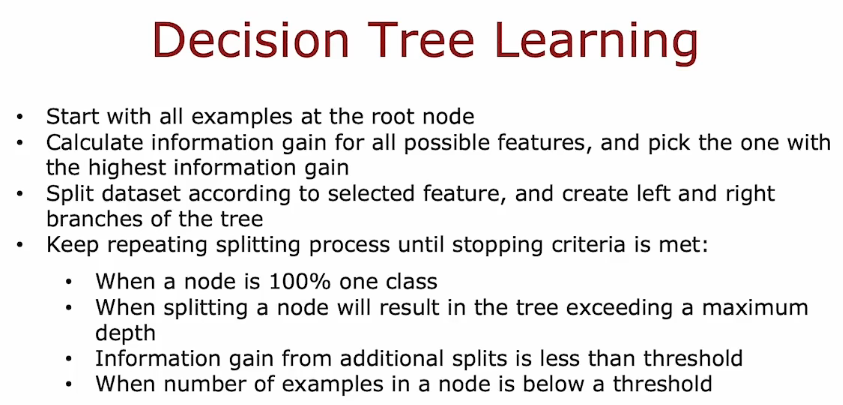 Decision Tree Learning
• Start with all examples at the root node
• Calculate information gain for all possible features, and pick the one with
the highest information gain
• Split dataset according to selected feature, and create left and right
branches of the tree
• Keep repeating splitting process until stopping criteria is met:
• When a node is 100% one class
• When splitting a node will result in the tree exceeding a maximum
depth
• Information gain from additional splits is less than threshold
• When number of examples in a node is below a threshold